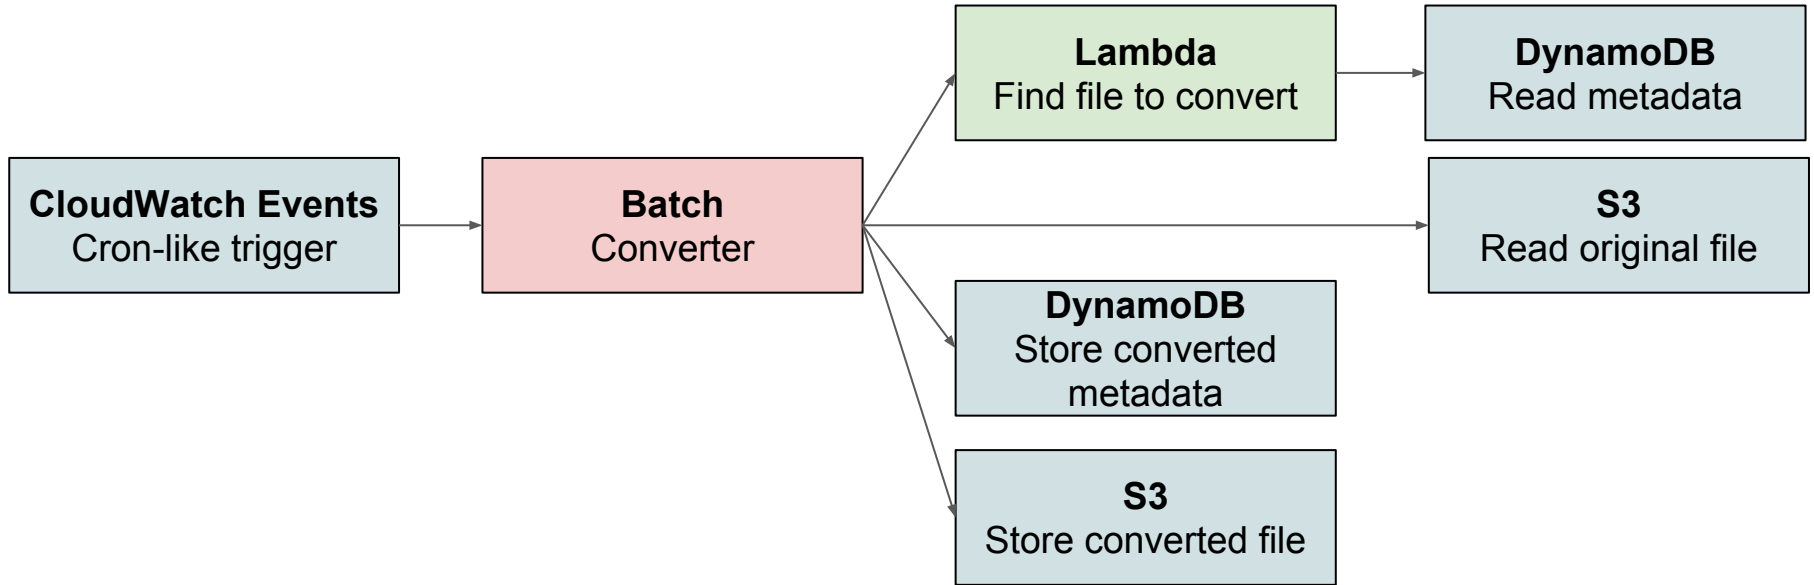 CloudWatch Events
Cron-like trigger
Batch
Converter
Lambda
Find file to convert
DynamoDB
Read metadata
S3
Read original file
DynamoDB
Store converted
metadata
S3
Store converted file